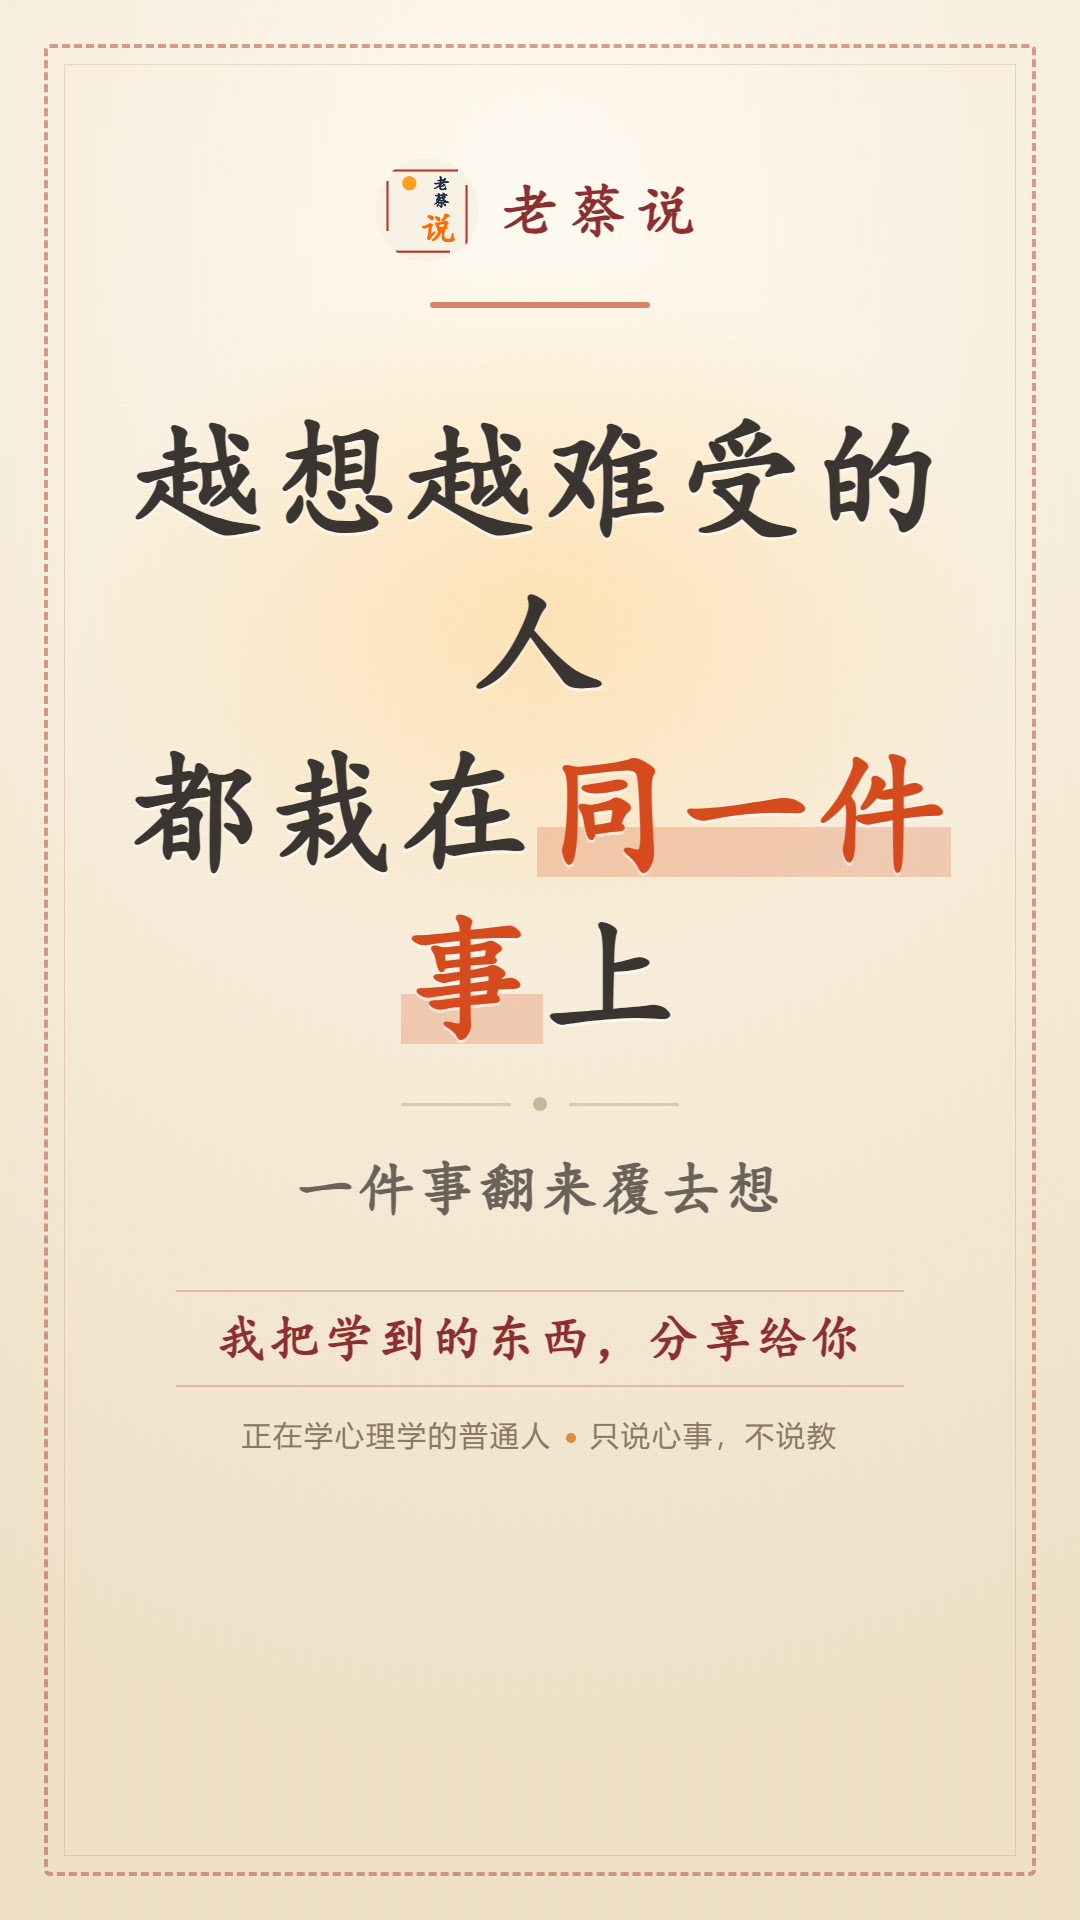 老蔡
说
老蔡说
越想越难受的
人
都栽在同一件
事上
一件事翻来覆去想
我把学到的东西，分享给你
正在学心理学的普通人•只说心事，不说教